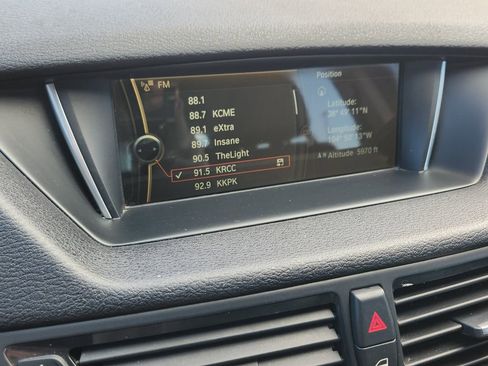 FM
88.1
88.7 KCME
89.1 eXtra
89.7 Insane
90.5 TheLight
✓ 91.5 KRCC
92.9 KKPK
Position
Latitude:
Longitude:
Altitude: 5970 ft